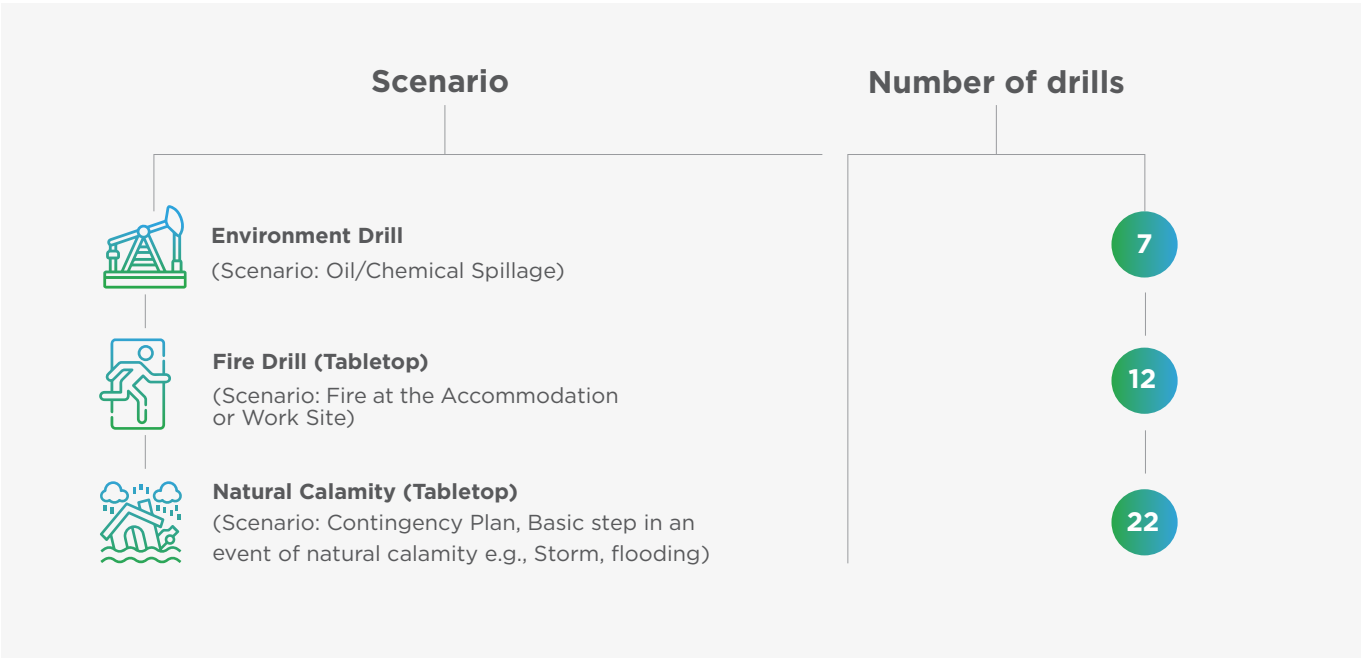 Scenario
Number of drills
Environment Drill
(Scenario: Oil/Chemical Spillage)
7
Fire Drill (Tabletop)
(Scenario: Fire at the Accommodation
or Work Site)
12
Natural Calamity (Tabletop)
(Scenario: Contingency Plan, Basic step in an
event of natural calamity e.g., Storm, flooding)
22